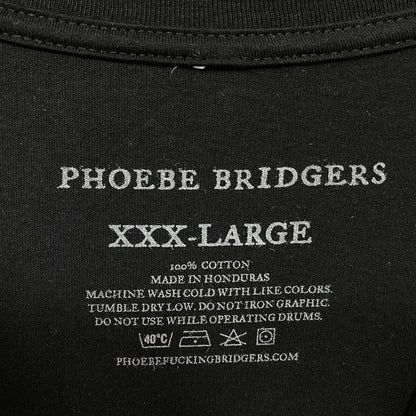 PHOEBE BRIDGERS
XXX-LARGE
100% COTTON
MADE IN HONDURAS
MACHINE WASH COLD WITH LIKE COLORS.
TUMBLE DRY LOW. DO NOT IRON GRAPHIC.
DO NOT USE WHILE OPERATING DRUMS.
40°C
PHOEBEFUCKINGBRIDGERS.COM